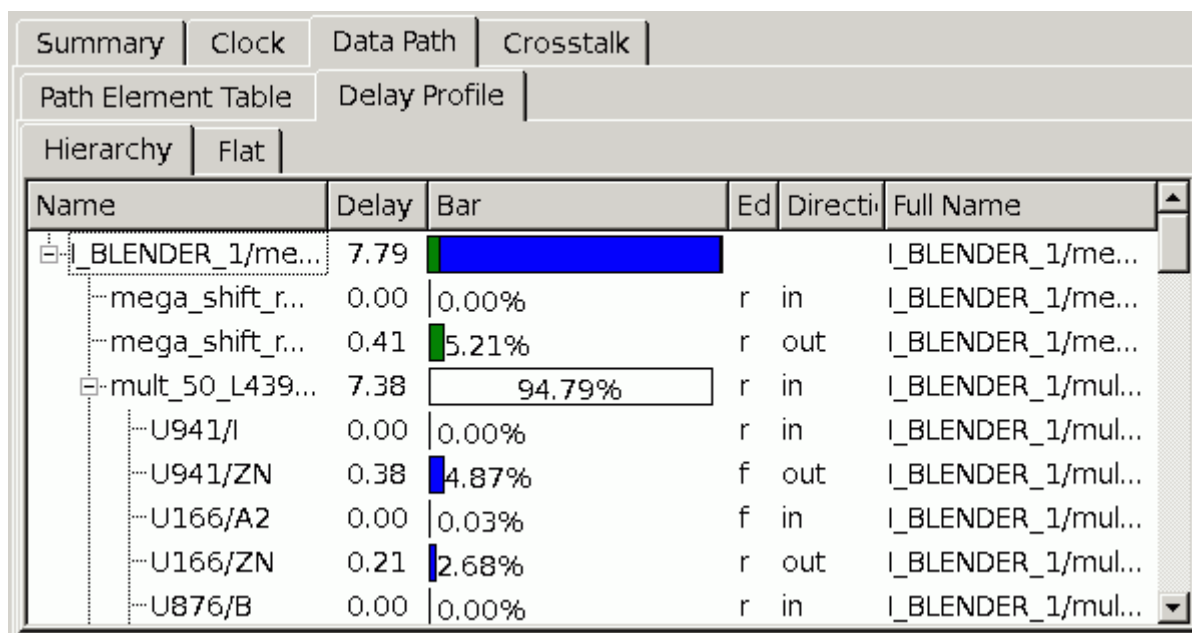 Summary Clock Data Path Crosstalk
Path Element Table Delay Profile
Hierarchy Flat
Name Delay Bar Ed Directi Full Name
I_BLENDER_1/me... 7.79 I_BLENDER_1/me...
mega_shift_r... 0.00 0.00% r in I_BLENDER_1/me...
mega_shift_r... 0.41 5.21% r out I_BLENDER_1/me...
mult_50_L439... 7.38 94.79% r in I_BLENDER_1/mul...
U941/I 0.00 0.00% r in I_BLENDER_1/mul...
U941/ZN 0.38 4.87% f out I_BLENDER_1/mul...
U166/A2 0.00 0.03% f in I_BLENDER_1/mul...
U166/ZN 0.21 2.68% r out I_BLENDER_1/mul...
U876/B 0.00 0.00% r in I_BLENDER_1/mul...